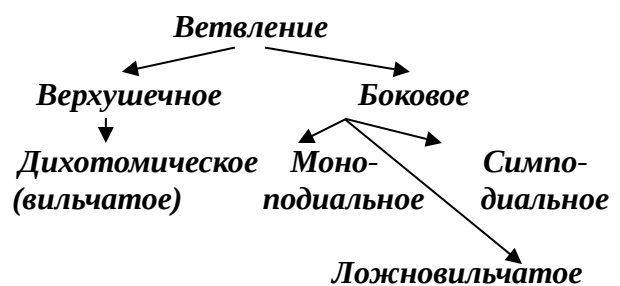 Ветвление
Верхушечное Боковое
Дихотомическое Моно- Симпо-
(вильчатое) подиальное диальное
Ложновильчатое